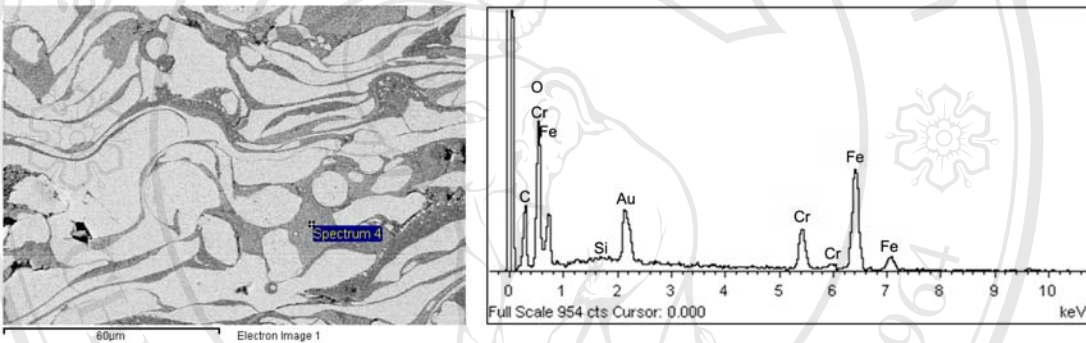 Spectrum 4
60µm
Electron Image 1
O
Cr
Fe
C
Si
Au
Cr
Cr
Fe
Fe
0 1 2 3 4 5 6 7 8 9 10
Full Scale 954 cts Cursor: 0.000
keV
964